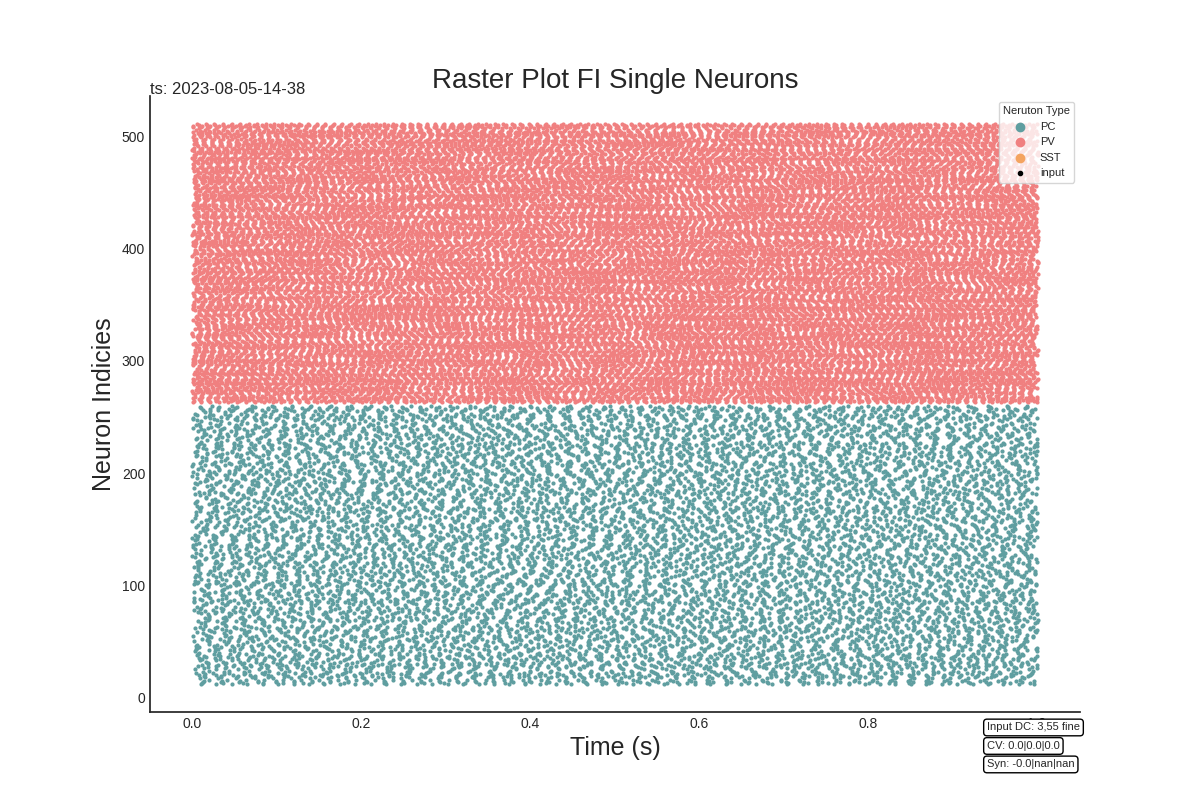 Raster Plot FI Single Neurons
ts: 2023-08-05-14-38
Neruton Type
PC
PV
SST
input
Neuron Indicies
500
400
300
200
100
0
0.0
0.2
0.4
0.6
0.8
Time (s)
Input DC: 3,55 fine
CV: 0.0|0.0|0.0
Syn: -0.0|nan|nan